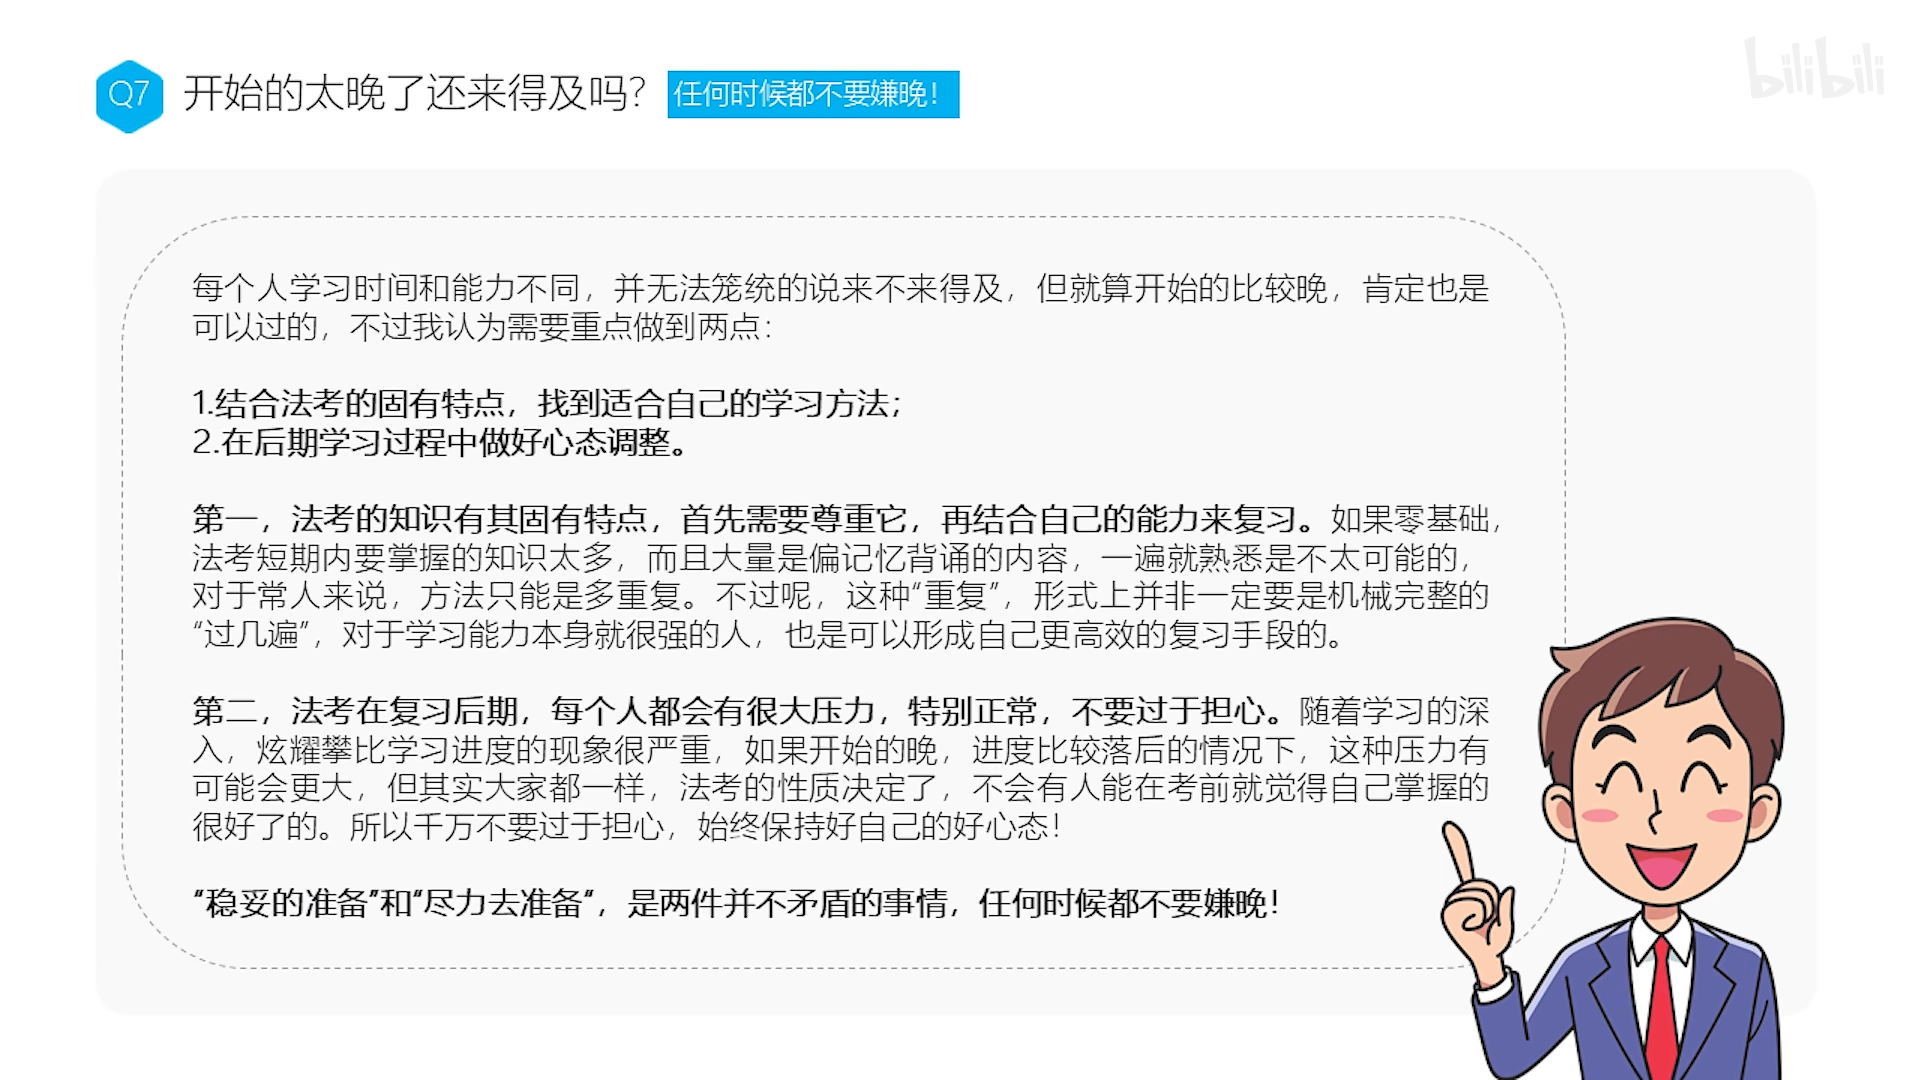 Q7 开始的太晚了还来得及吗? 任何时候都不要嫌晚!
bilibili
每个人学习时间和能力不同，并无法笼统的说来不来得及，但就算开始的比较晚，肯定也是
可以过的，不过我认为需要重点做到两点：
1.结合法考的固有特点，找到适合自己的学习方法；
2.在后期学习过程中做好心态调整。
第一，法考的知识有其固有特点，首先需要尊重它，再结合自己的能力来复习。如果零基础，
法考短期内要掌握的知识太多，而且大量是偏记忆背诵的内容，一遍就熟悉是不太可能的，
对于常人来说，方法只能是多重复。不过呢，这种“重复”，形式上并非一定要是机械完整的
“过几遍”，对于学习能力本身就很强的人，也是可以形成自己更高效的复习手段的。
第二，法考在复习后期，每个人都会有很大压力，特别正常，不要过于担心。随着学习的深
入，炫耀攀比学习进度的现象很严重，如果开始的晚，进度比较落后的情况下，这种压力有
可能会更大，但其实大家都一样，法考的性质决定了，不会有人能在考前就觉得自己掌握的
很好了的。所以千万不要过于担心，始终保持好自己的好心态！
“稳妥的准备”和“尽力去准备“，是两件并不矛盾的事情，任何时候都不要嫌晚！